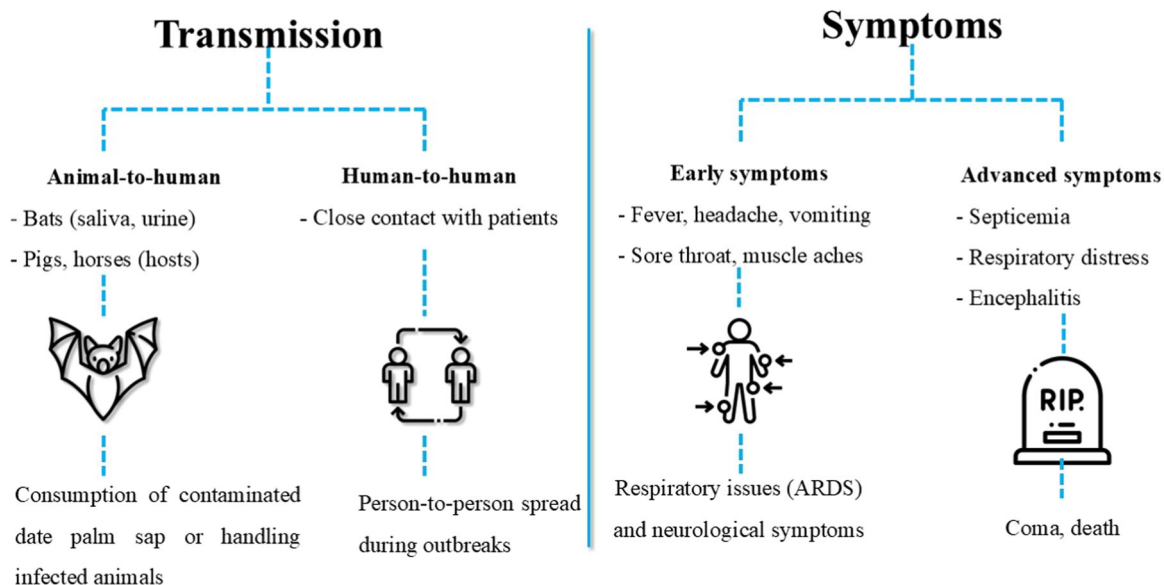 Transmission
Animal-to-human
- Bats (saliva, urine)
- Pigs, horses (hosts)
Consumption of contaminated
date palm sap or handling
infected animals
Human-to-human
- Close contact with patients
Person-to-person spread
during outbreaks
Symptoms
Early symptoms
- Fever, headache, vomiting
- Sore throat, muscle aches
Respiratory issues (ARDS)
and neurological symptoms
Advanced symptoms
- Septicemia
- Respiratory distress
- Encephalitis
RIP.
Coma, death